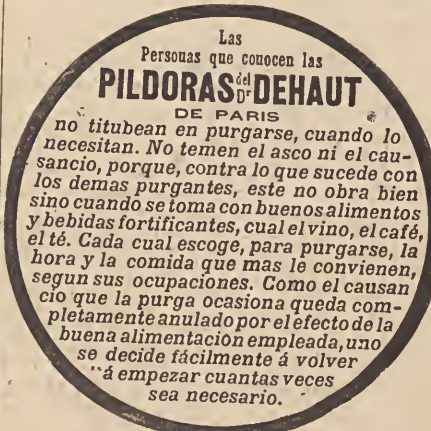 Las
Personas que conocen las
PILDORAS del Dr DEHAUT
DE PARIS
no titubean en purgarse, cuando lo
necesitan. No temen el asco ni el cau-
sancio, porque, contra lo que sucede con
los demas purgantes, este no obra bien
sino cuando se toma con buenos alimentos
y bebidas fortificantes, cual el vino, el café,
el té. Cada cual escoge, para purgarse, la
hora y la comida que mas le convienen,
segun sus ocupaciones. Como el causan
cio que la purga ocasiona queda com-
pletamente anulado por el efecto de la
buena alimentación empleada, uno
se decide fácilmente á volver
á empezar cuantas veces
sea necesario.